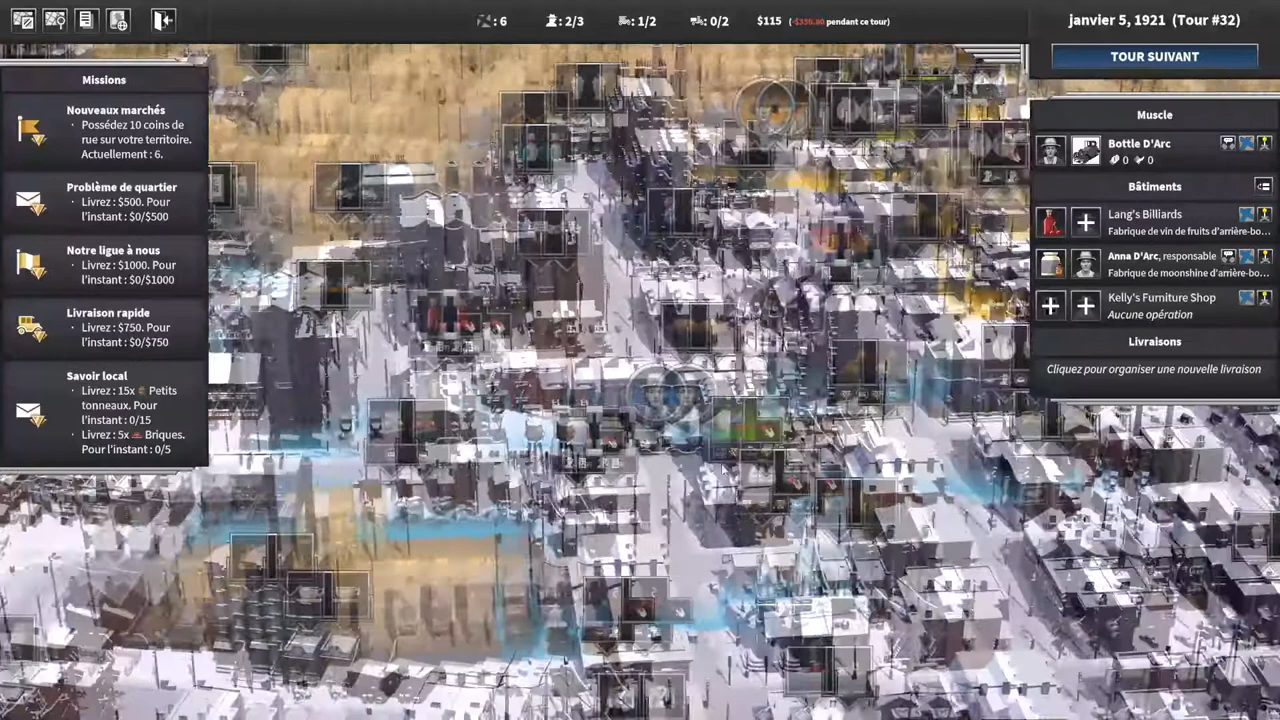 : 6
: 2/3
: 1/2
: 0/2
$115 (-$330.80 pendant ce tour)
janvier 5, 1921 (Tour #32)
TOUR SUIVANT
Missions
Nouveaux marchés
· Possédez 10 coins de
rue sur votre territoire.
Actuellement : 6.
Problème de quartier
· Livrez : $500. Pour
l'instant : $0/$500
Notre ligue à nous
· Livrez : $1000. Pour
l'instant : $0/$1000
Livraison rapide
· Livrez : $750. Pour
l'instant : $0/$750
Savoir local
· Livrez : 15x Petits
tonneaux. Pour
l'instant : 0/15
· Livrez : 5x Briques.
Pour l'instant : 0/5
Muscle
Bottle D'Arc
0 0
Bâtiments
Lang's Billiards
Fabrique de vin de fruits d'arrière-bo...
Anna D'Arc, responsable
Fabrique de moonshine d'arrière-bo...
Kelly's Furniture Shop
Aucune opération
Livraisons
Cliquez pour organiser une nouvelle livraison